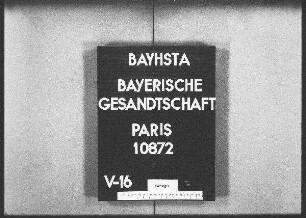 BAYHSTA
BAYERISCHE
GESANDTSCHAFT
PARIS
10872
V-16